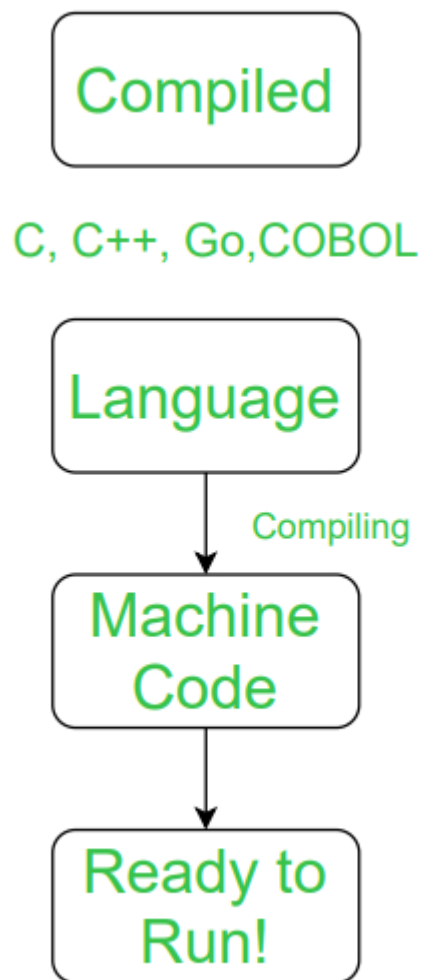 Compiled
C, C++, Go,COBOL
Language
Compiling
Machine
Code
Ready to
Run!